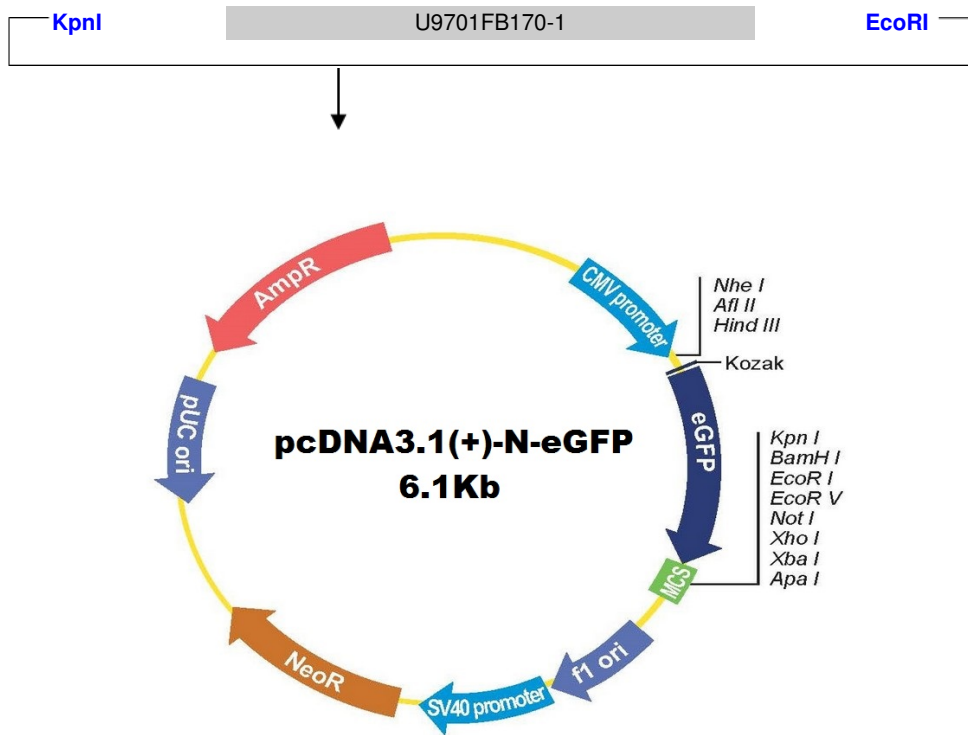 KpnI U9701FB170-1 EcoRI
AmpR
CMV promoter
Nhe I
Afl II
Hind III
Kozak
eGFP
pUC ori
pcDNA3.1(+)-N-eGFP
6.1Kb
Kpn I
BamH I
EcoR I
EcoR V
Not I
Xho I
Xba I
Apa I
MCS
f1 ori
NeoR
SV40 promoter